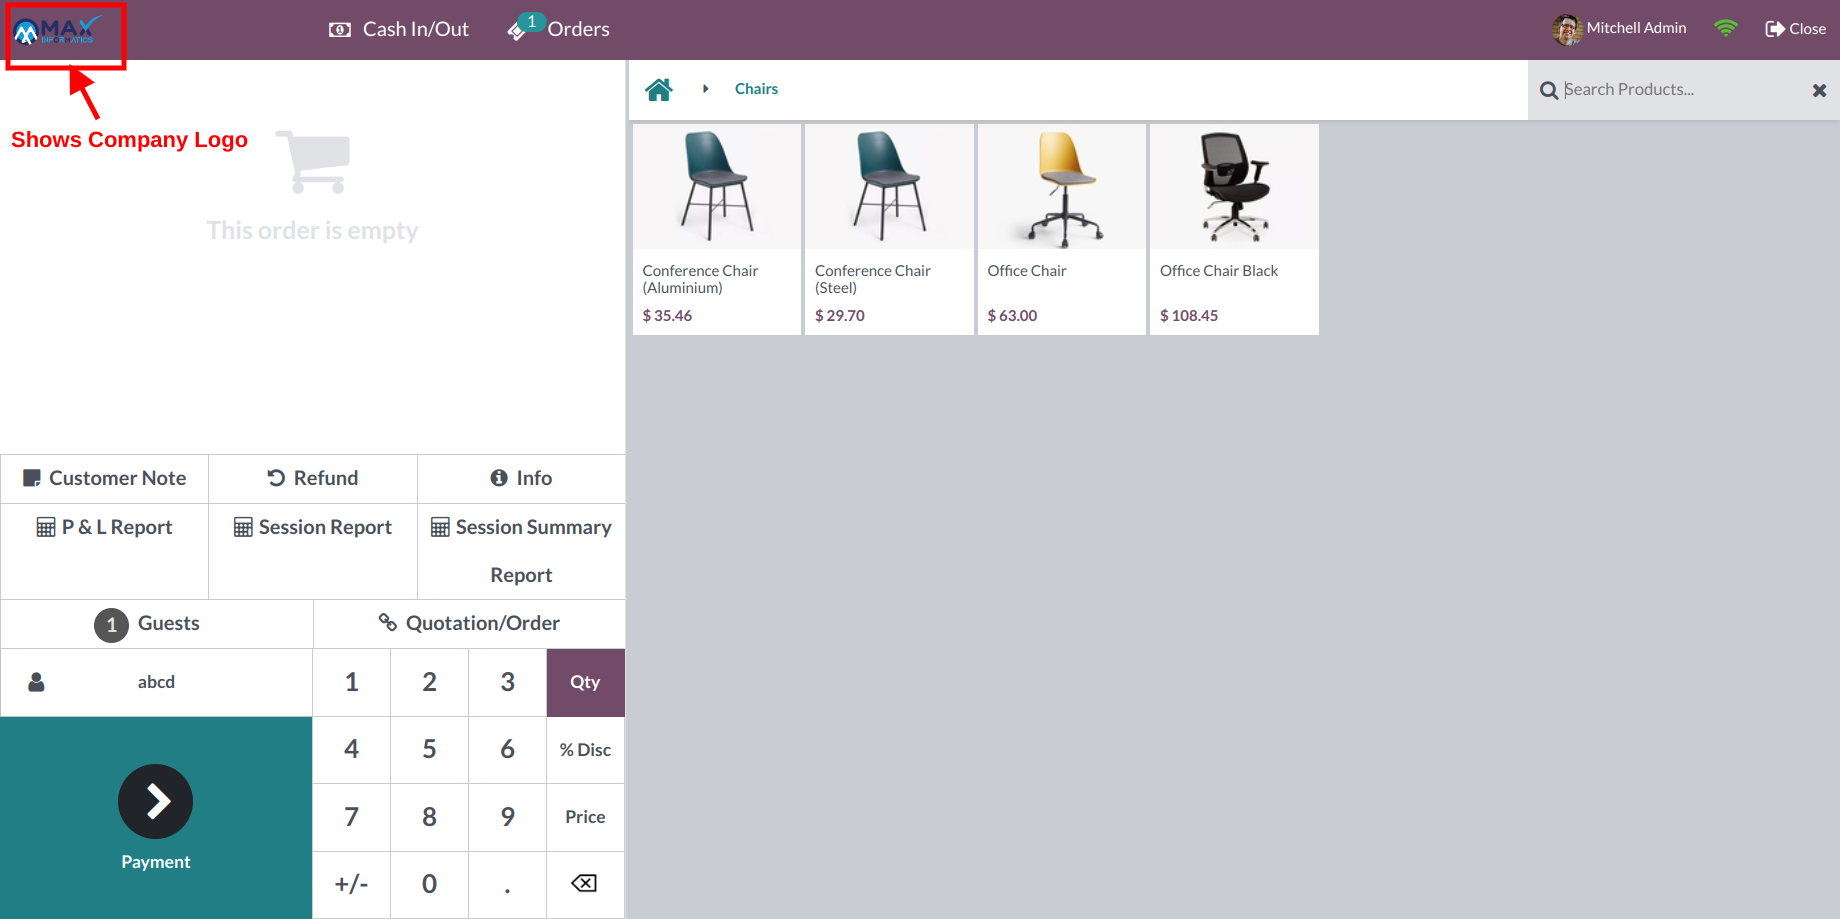 MAX
INFORMATICS
Cash In/Out
1
Orders
Mitchell Admin
Close
Shows Company Logo
This order is empty
Chairs
Search Products...
Conference Chair
(Aluminium)
$ 35.46
Conference Chair
(Steel)
$ 29.70
Office Chair
$ 63.00
Office Chair Black
$ 108.45
Customer Note
Refund
Info
P & L Report
Session Report
Session Summary
Report
1 Guests
Quotation/Order
abcd
1
2
3
Qty
4
5
6
% Disc
7
8
9
Price
+/-
0
.
Payment